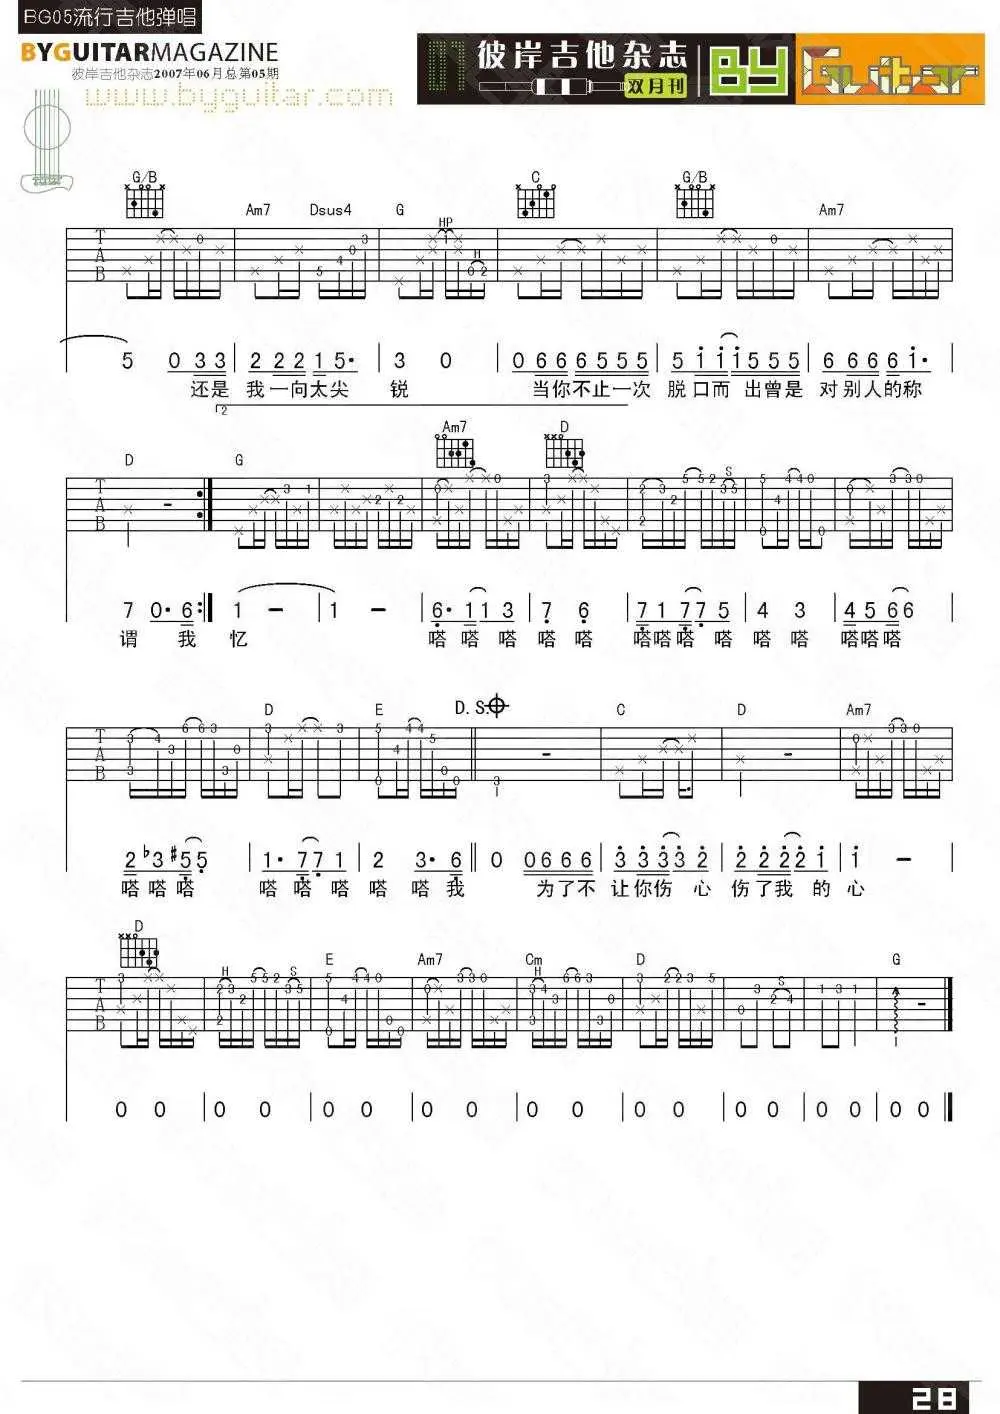 BG05流行吉他弹唱
BYGUITARMAGAZINE
彼岸吉他杂志2007年06月总第05期
www.byguitar.com
彼岸吉他杂志
双月刊
BY
Guitar
G/B Am7 Dsus4 G C G/B Am7
HP H
5 0 3 3 2 2 2 1 5· 3 0 0 6 6 6 6 5 5 5 5 i i i 5 5 5 6 6 6 6 i·
还是 我一向太尖 锐 当你不止一次 脱口而 出曾是 对别人的称
2
D G Am7 D
S
7 0· 6 :| 1 - 1 - 6· 1 1 3 7 6 7 1 7 7 5 4 3 4 5 6 6
谓 我 忆 嗒 嗒 嗒 嗒 嗒 嗒嗒嗒 嗒 嗒 嗒 嗒嗒嗒
D E D.S. C D Am7
2 ♭3 #5 5 1· 7 7 1 2 3· 6 0 0 6 6 6 3 3 3 3 2 2 2 2 2 i i -
嗒嗒嗒 嗒 嗒 嗒 嗒 嗒我 为了不 让你伤 心 伤了我 的 心
D E Am7 Cm D G
H S H S
0 0 0 0 0 0 0 0 0 0 0 0 0 0 0 0 0 0
28